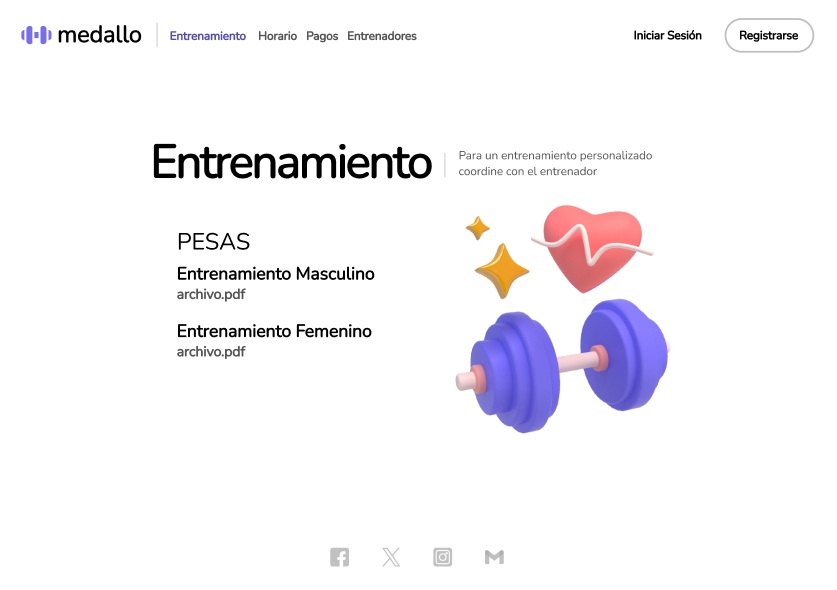 medallo
Entrenamiento Horario Pagos Entrenadores
Iniciar Sesión
Registrarse
Entrenamiento
Para un entrenamiento personalizado
coordine con el entrenador
PESAS
Entrenamiento Masculino
archivo.pdf
Entrenamiento Femenino
archivo.pdf